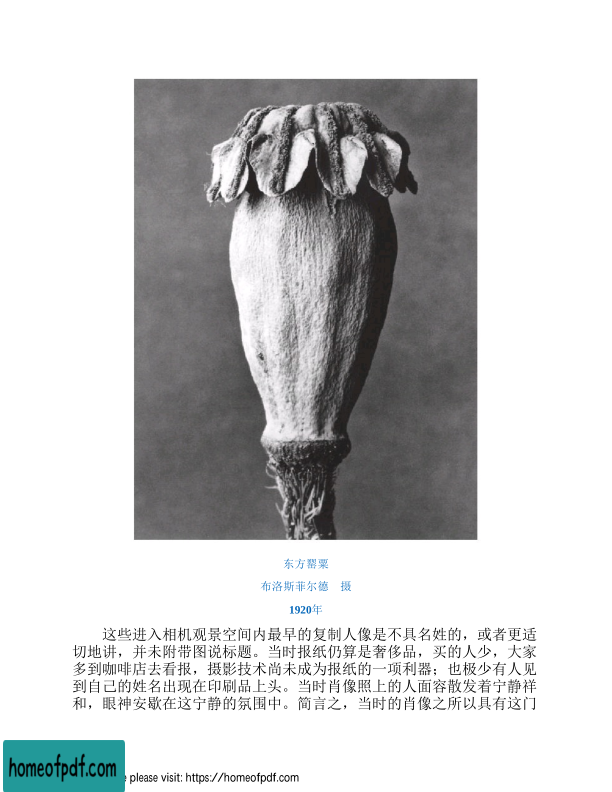 东方罂粟
布洛斯菲尔德 摄
1920年
这些进入相机观景空间内最早的复制人像是不具名姓的，或者更适
切地讲，并未附带图说标题。当时报纸仍算是奢侈品，买的人少，大家
多到咖啡店去看报，摄影技术尚未成为报纸的一项利器；也极少有人见
到自己的姓名出现在印刷品上头。当时肖像照上的人面容散发着宁静祥
和，眼神安歇在这宁静的氛围中。简言之，当时的肖像之所以具有这门
homeofpdf.com
e please visit: https://homeofpdf.com